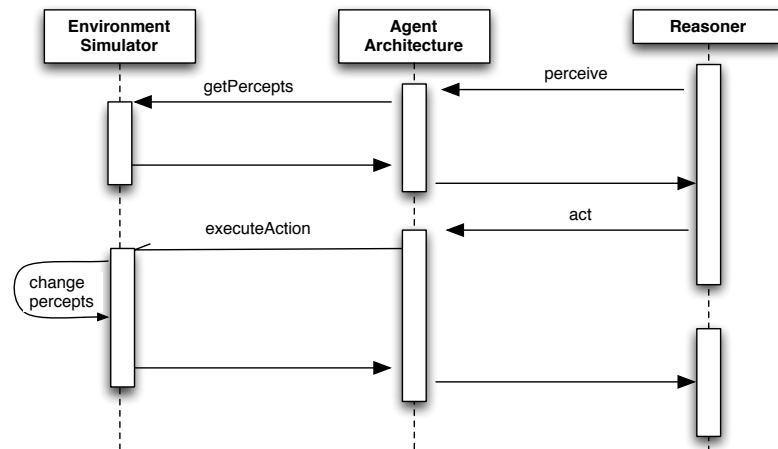 Environment
Simulator
Agent
Architecture
Reasoner
perceive
getPercepts
act
executeAction
change
percepts